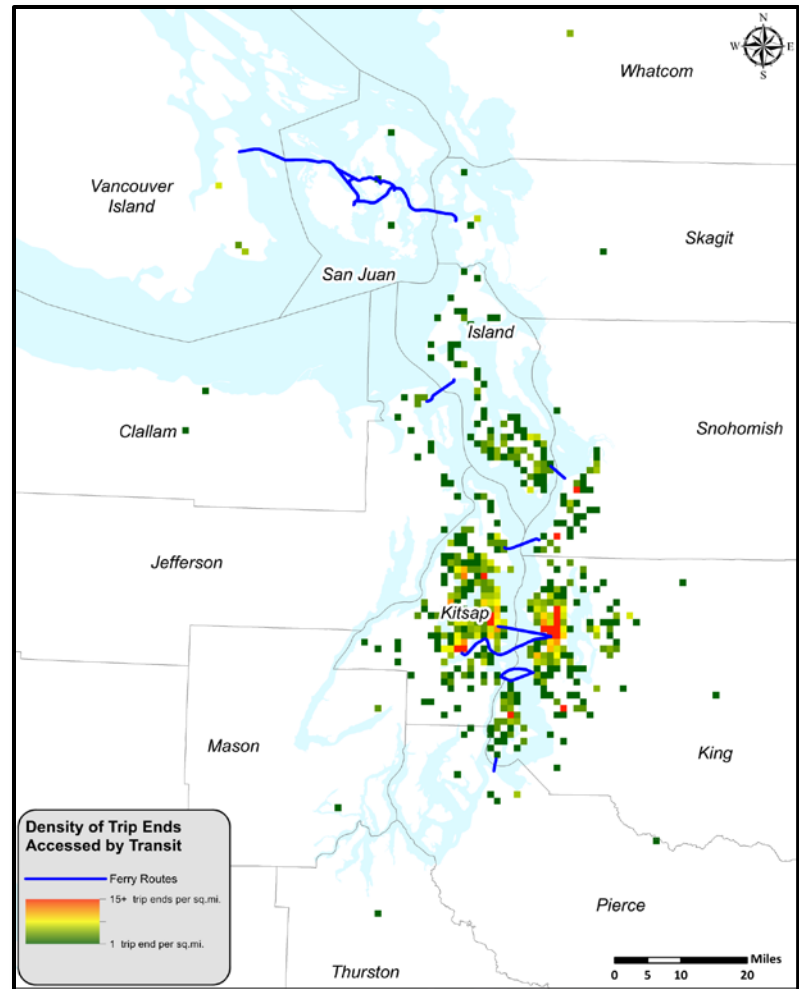 N
W
E
S
Whatcom
Vancouver
Island
Skagit
San Juan
Island
Clallam
Snohomish
Jefferson
Kitsap
Mason
King
Density of Trip Ends
Accessed by Transit
Ferry Routes
15+ trip ends per sq.mi.
1 trip end per sq.mi.
Pierce
Thurston
Miles
0 5 10 20